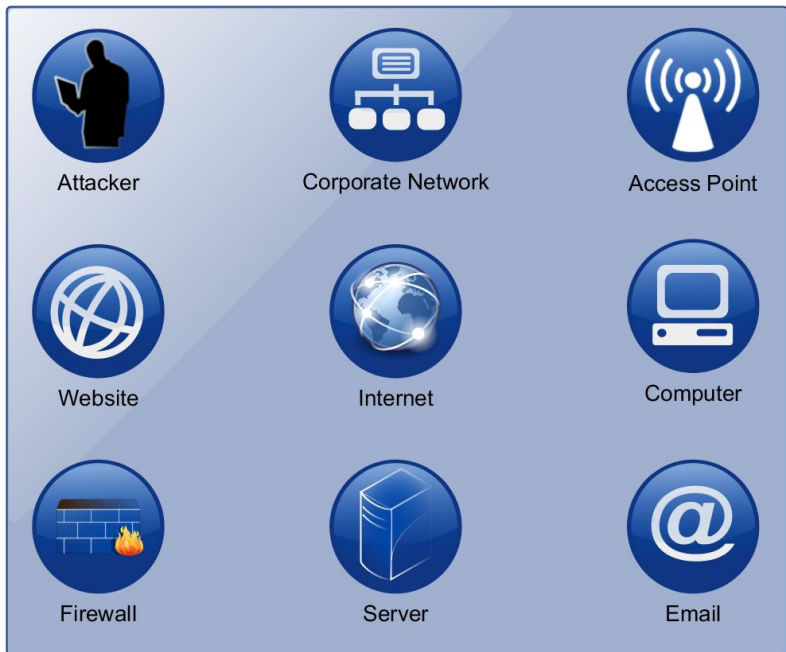 Attacker
Corporate Network
Access Point
Website
Internet
Computer
Firewall
Server
@
Email